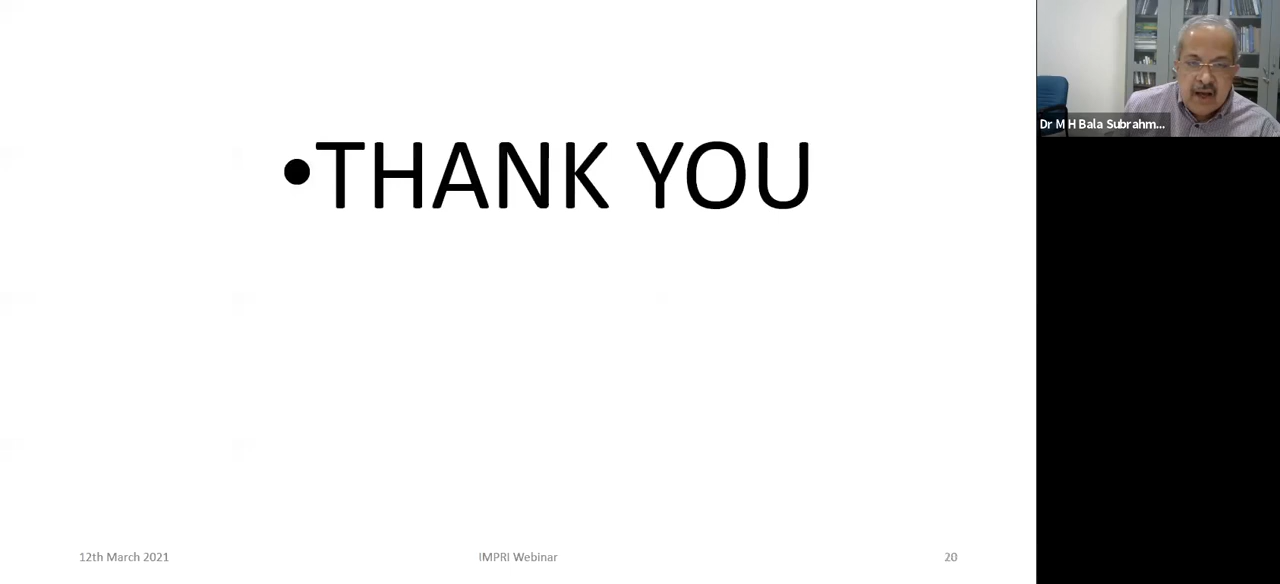 •THANK YOU
12th March 2021
IMPRI Webinar
20
Dr M H Bala Subrahm...